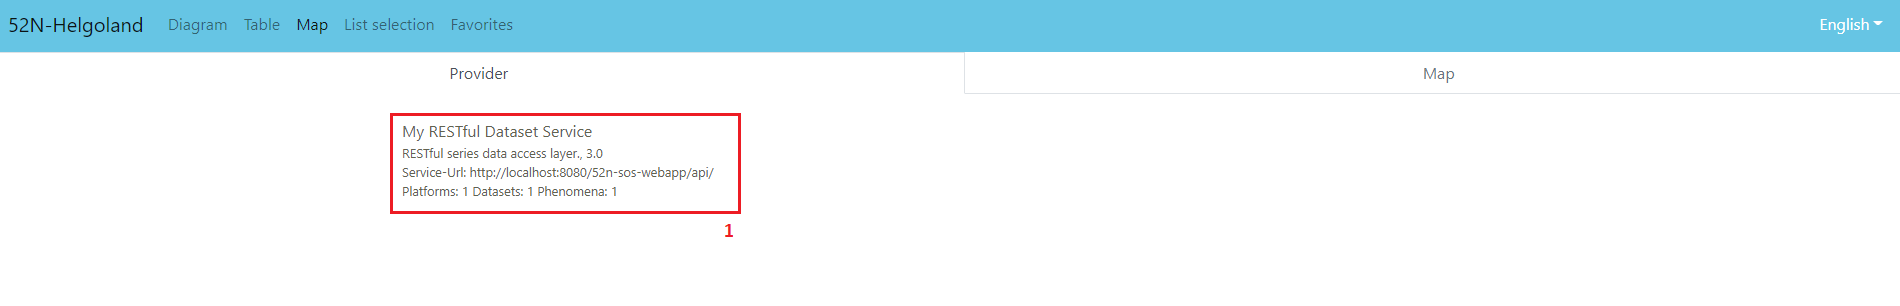 52N-Helgoland Diagram Table Map List selection Favorites English
Provider Map
My RESTful Dataset Service
RESTful series data access layer., 3.0
Service-Url: http://localhost:8080/52n-sos-webapp/api/
Platforms: 1 Datasets: 1 Phenomena: 1
1